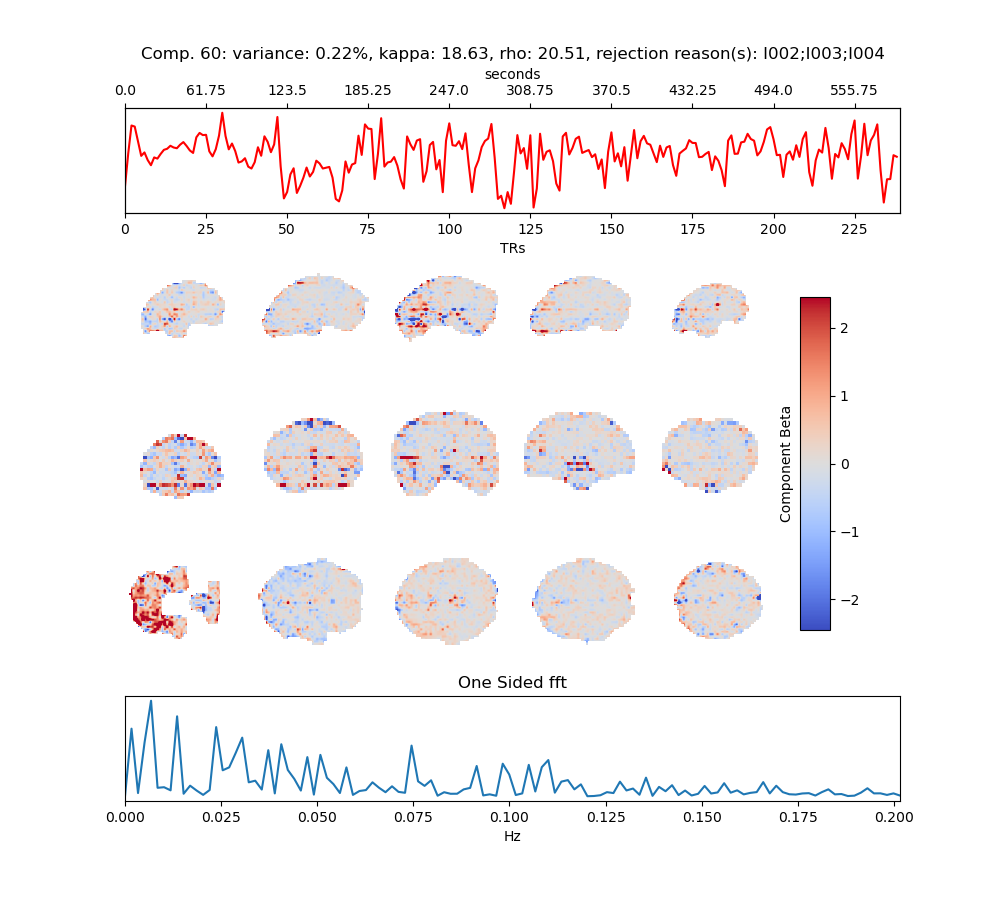 Comp. 60: variance: 0.22%, kappa: 18.63, rho: 20.51, rejection reason(s): I002;I003;I004
seconds
0.0 61.75 123.5 185.25 247.0 308.75 370.5 432.25 494.0 555.75
0 25 50 75 100 125 150 175 200 225
TRs
2
1
0
−1
−2
Component Beta
One Sided fft
0.000 0.025 0.050 0.075 0.100 0.125 0.150 0.175 0.200
Hz